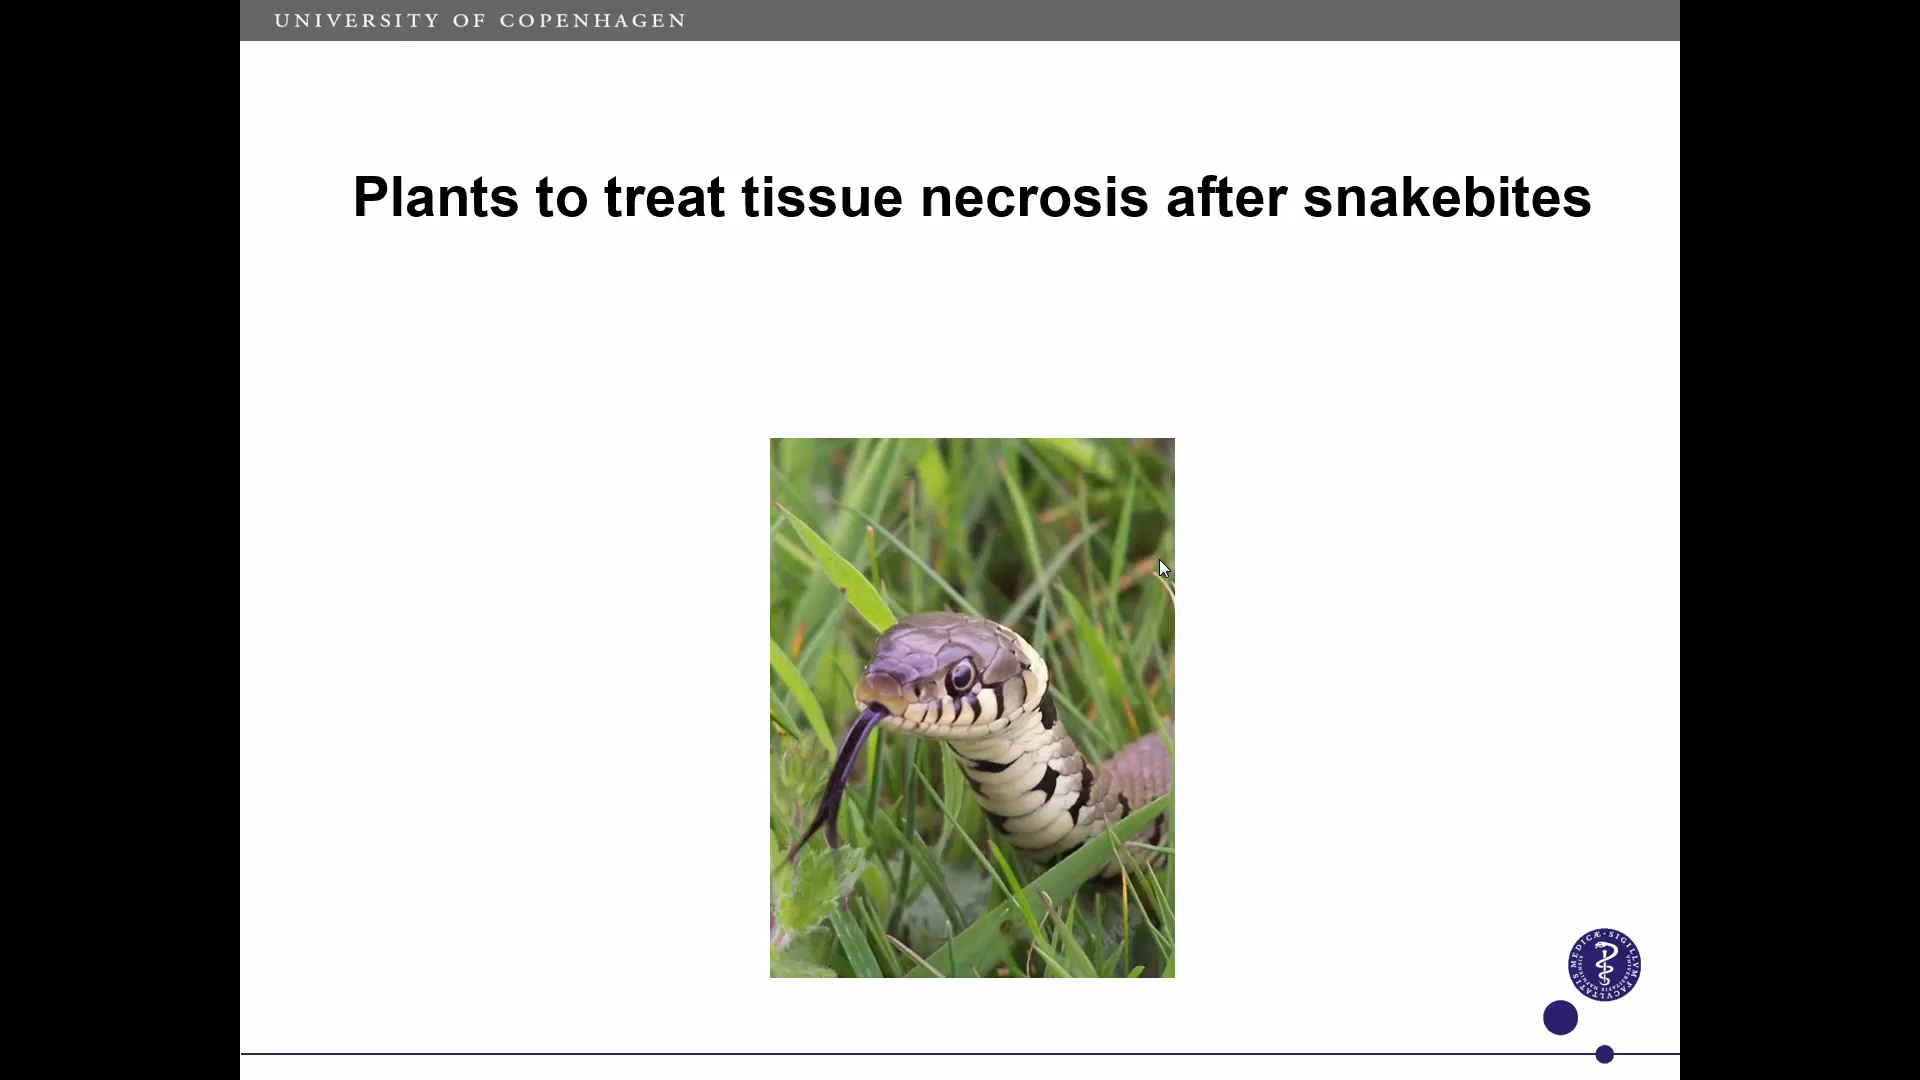 UNIVERSITY OF COPENHAGEN
Plants to treat tissue necrosis after snakebites